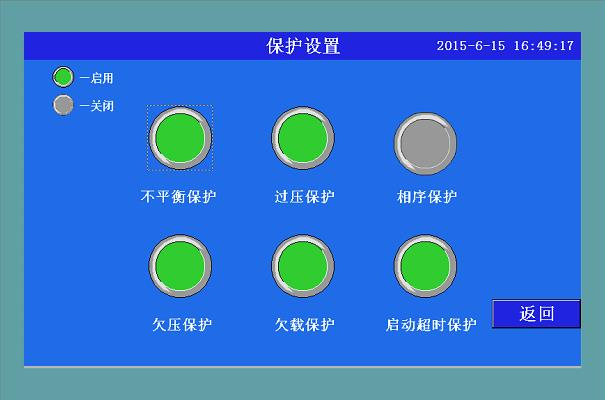 保护设置 2015-6-15 16:49:17
—启用
—关闭
不平衡保护 过压保护 相序保护
欠压保护 欠载保护 启动超时保护
返回